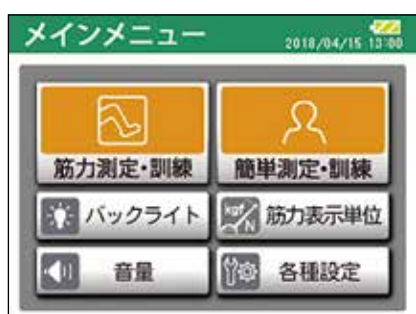 メインメニュー
2018/04/15 13:00
筋力測定・訓練
簡単測定・訓練
バックライト
kgf/N
筋力表示単位
音量
各種設定